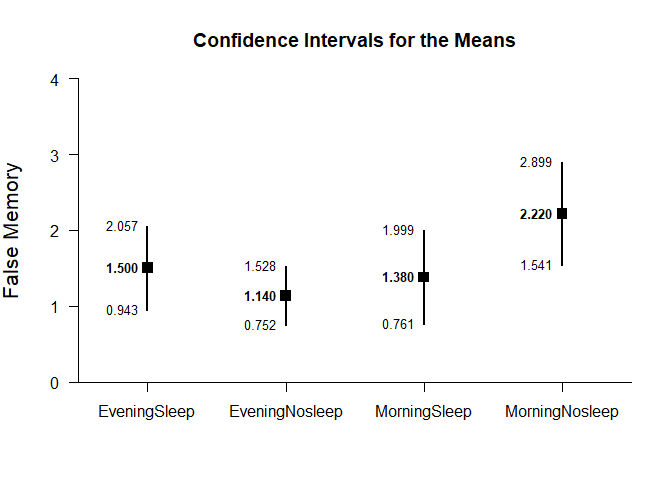 Confidence Intervals for the Means
False Memory
4
3
2
1
0
2.057
1.500
0.943
1.528
1.140
0.752
1.999
1.380
0.761
2.899
2.220
1.541
EveningSleep
EveningNosleep
MorningSleep
MorningNosleep